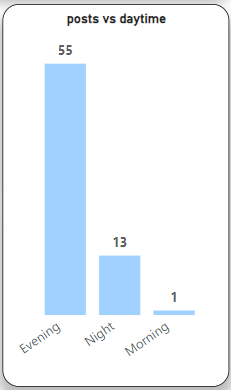 posts vs daytime
55
13
1
Evening
Night
Morning